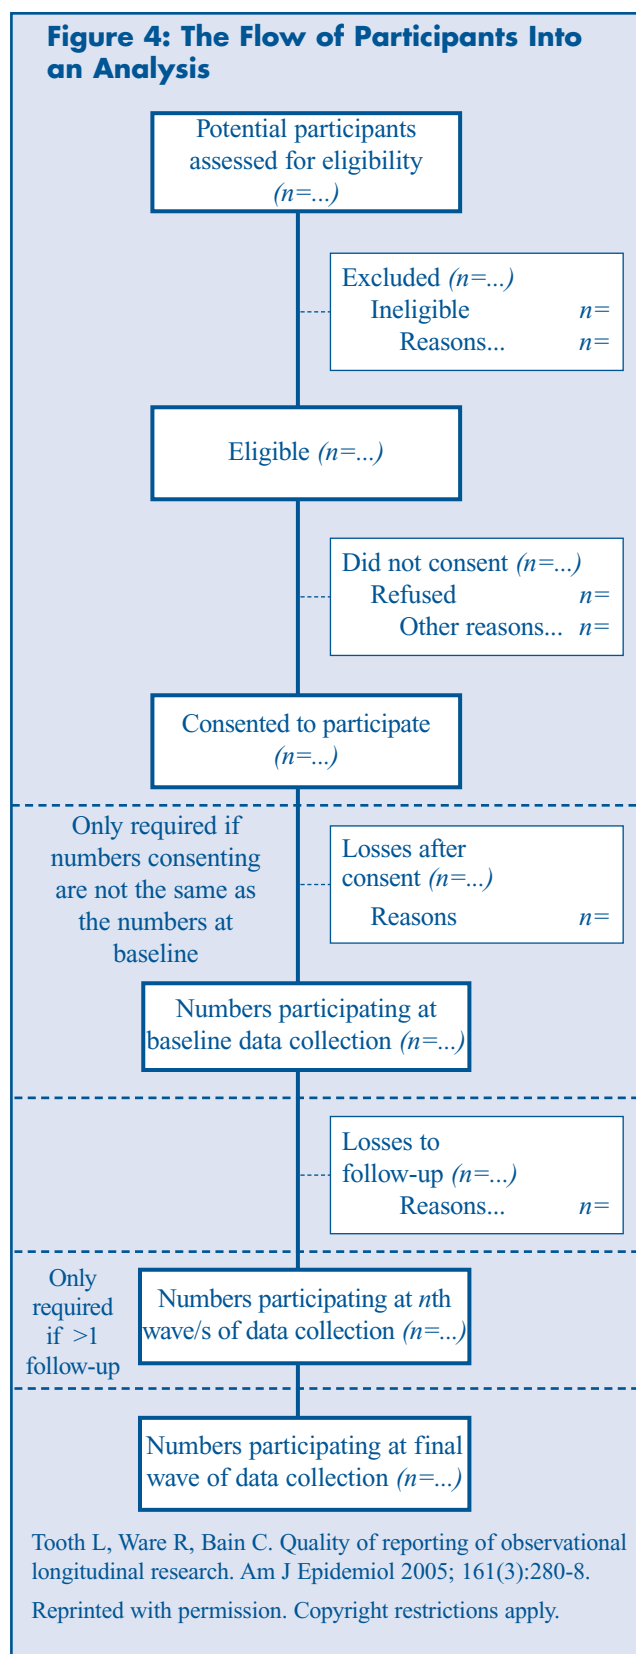 Figure 4: The Flow of Participants Into
an Analysis
Potential participants
assessed for eligibility
(n=...)
Excluded (n=...)
Ineligible n=
Reasons... n=
Eligible (n=...)
Did not consent (n=...)
Refused n=
Other reasons... n=
Consented to participate
(n=...)
Only required if
numbers consenting
are not the same as
the numbers at
baseline
Losses after
consent (n=...)
Reasons n=
Numbers participating at
baseline data collection (n=...)
Losses to
follow-up (n=...)
Reasons... n=
Only
required
if >1
follow-up
Numbers participating at nth
wave/s of data collection (n=...)
Numbers participating at final
wave of data collection (n=...)
Tooth L, Ware R, Bain C. Quality of reporting of observational
longitudinal research. Am J Epidemiol 2005; 161(3):280-8.
Reprinted with permission. Copyright restrictions apply.